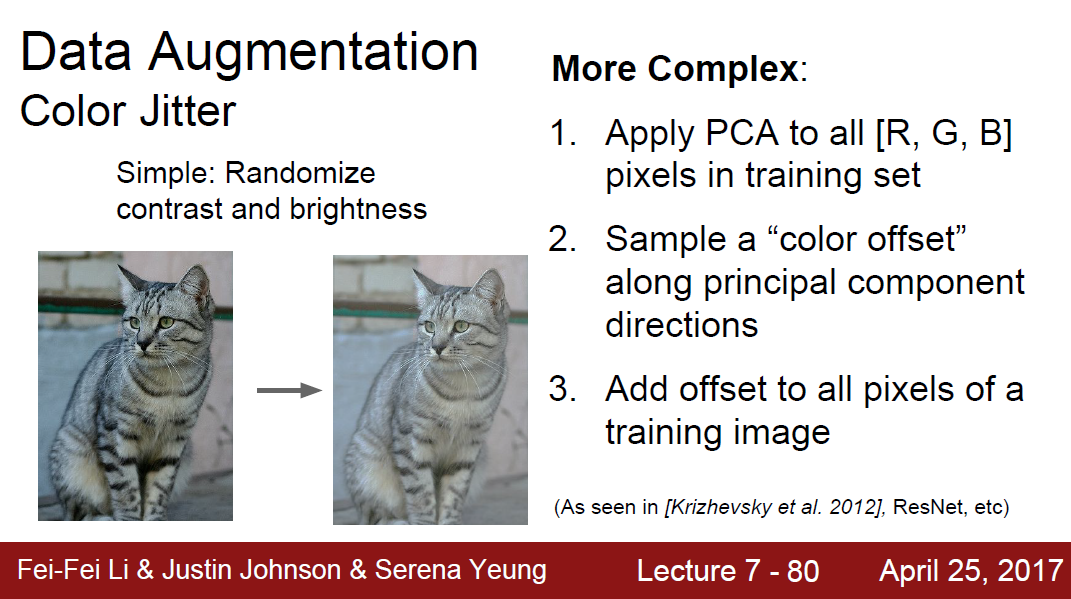 Data Augmentation
Color Jitter
Simple: Randomize
contrast and brightness
More Complex:
1. Apply PCA to all [R, G, B]
pixels in training set
2. Sample a “color offset”
along principal component
directions
3. Add offset to all pixels of a
training image
(As seen in [Krizhevsky et al. 2012], ResNet, etc)
Fei-Fei Li & Justin Johnson & Serena Yeung
Lecture 7 - 80
April 25, 2017